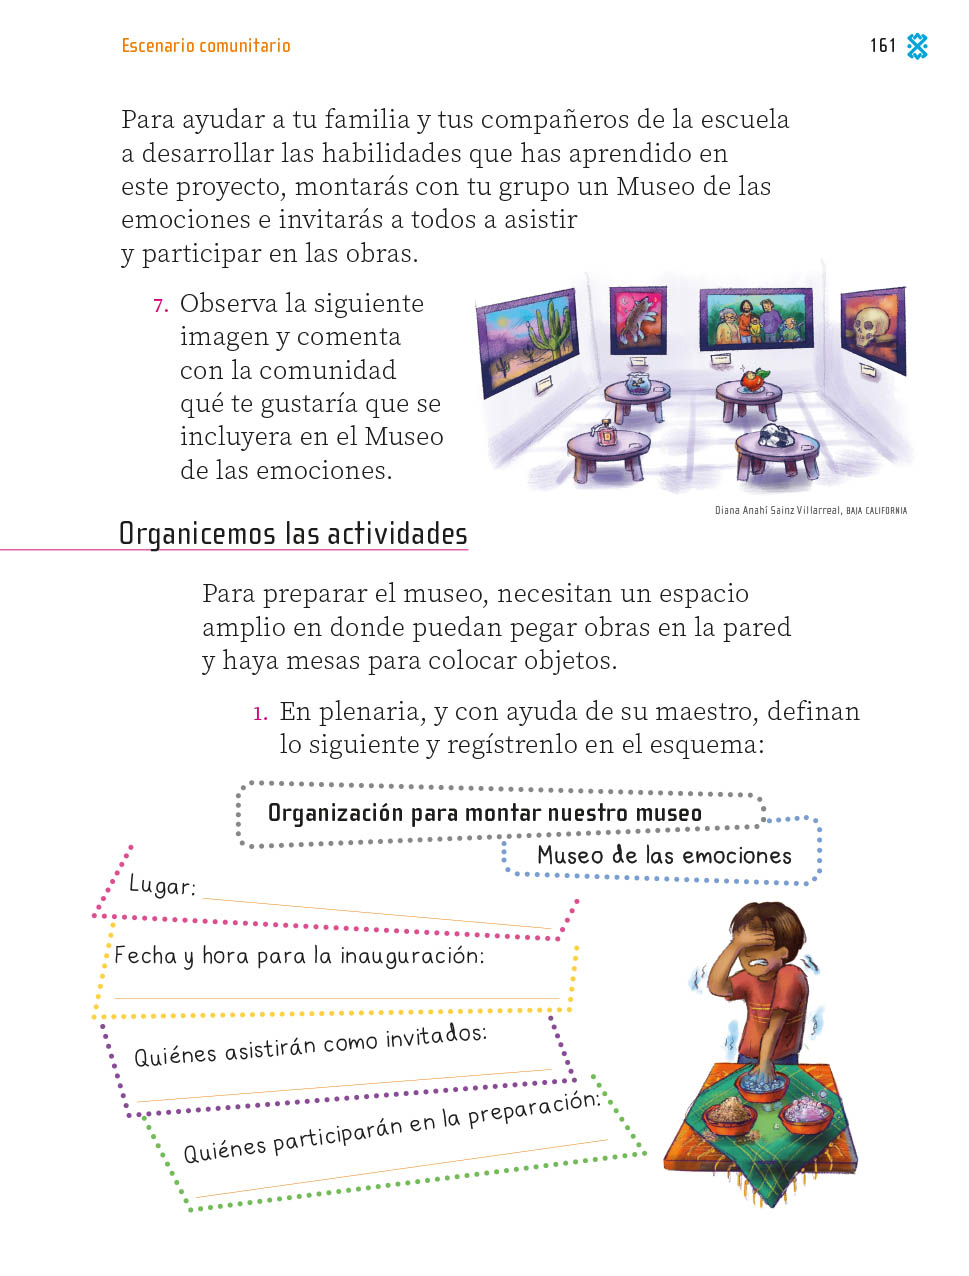 Escenario comunitario
161
Para ayudar a tu familia y tus compañeros de la escuela
a desarrollar las habilidades que has aprendido en
este proyecto, montarás con tu grupo un Museo de las
emociones e invitarás a todos a asistir
y participar en las obras.
7. Observa la siguiente
imagen y comenta
con la comunidad
qué te gustaría que se
incluyera en el Museo
de las emociones.
Diana Anahí Sainz Villarreal, BAJA CALIFORNIA
Organicemos las actividades
Para preparar el museo, necesitan un espacio
amplio en donde puedan pegar obras en la pared
y haya mesas para colocar objetos.
1. En plenaria, y con ayuda de su maestro, definan
lo siguiente y regístrenlo en el esquema:
Organización para montar nuestro museo
Museo de las emociones
Lugar:
Fecha y hora para la inauguración:
Quiénes asistirán como invitados:
Quiénes participarán en la preparación: